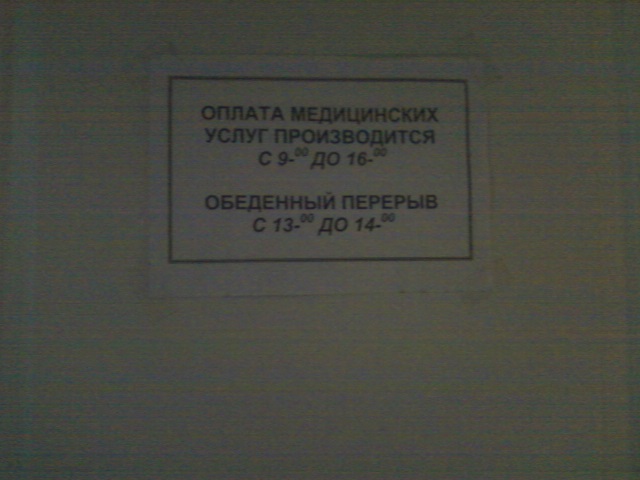 ОПЛАТА МЕДИЦИНСКИХ
УСЛУГ ПРОИЗВОДИТСЯ
С 9-00 ДО 16-00
ОБЕДЕННЫЙ ПЕРЕРЫВ
С 13-00 ДО 14-00